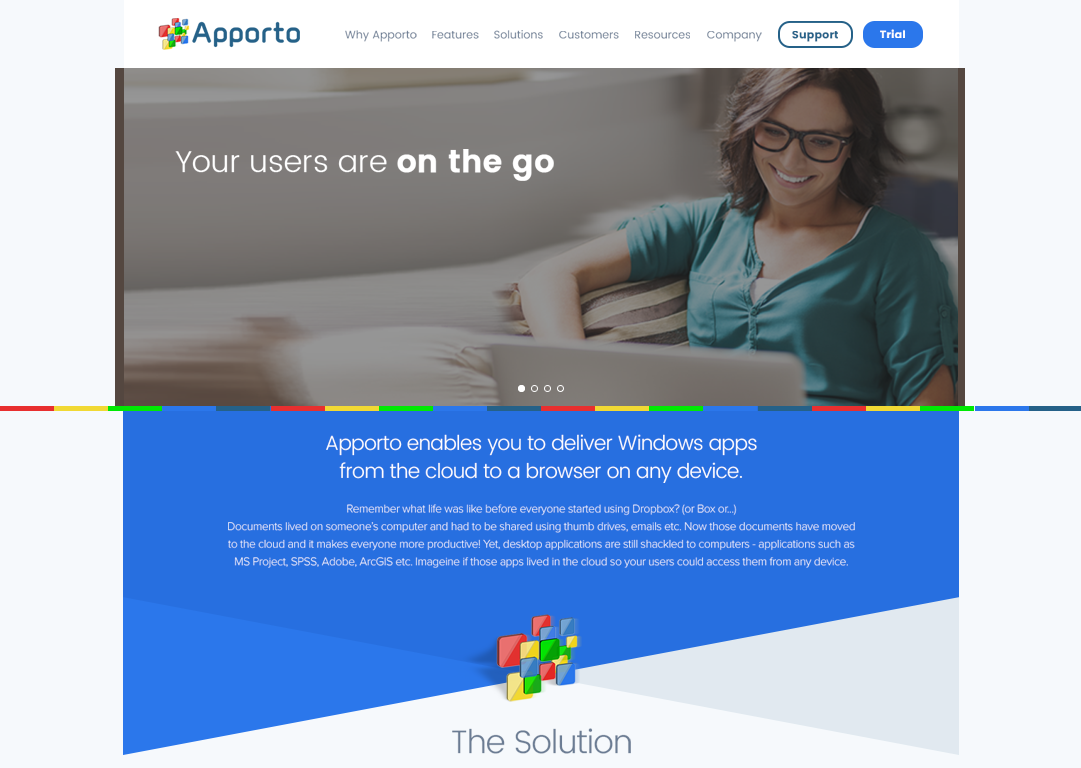 Apporto
Why Apporto Features Solutions Customers Resources Company Support Trial
Your users are on the go
Apporto enables you to deliver Windows apps
from the cloud to a browser on any device.
Remember what life was like before everyone started using Dropbox? (or Box or...)
Documents lived on someone's computer and had to be shared using thumb drives, emails etc. Now those documents have moved
to the cloud and it makes everyone more productive! Yet, desktop applications are still shackled to computers - applications such as
MS Project, SPSS, Adobe, ArcGIS etc. Imageine if those apps lived in the cloud so your users could access them from any device.
The Solution